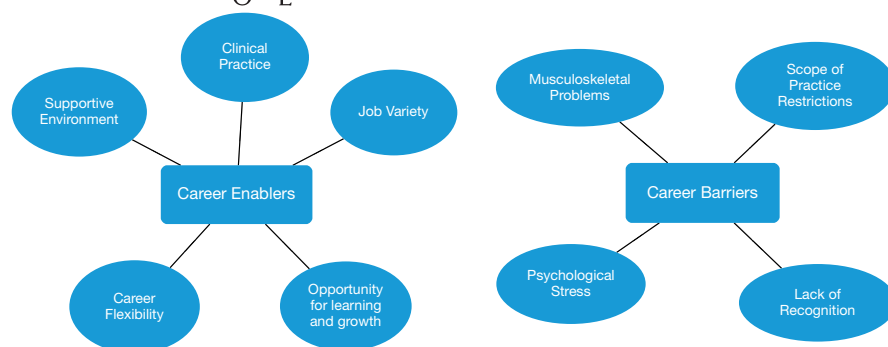 Clinical
Practice
Supportive
Environment
Job Variety
Career Enablers
Career
Flexibility
Opportunity
for learning
and growth
Musculoskeletal
Problems
Scope of
Practice
Restrictions
Career Barriers
Psychological
Stress
Lack of
Recognition